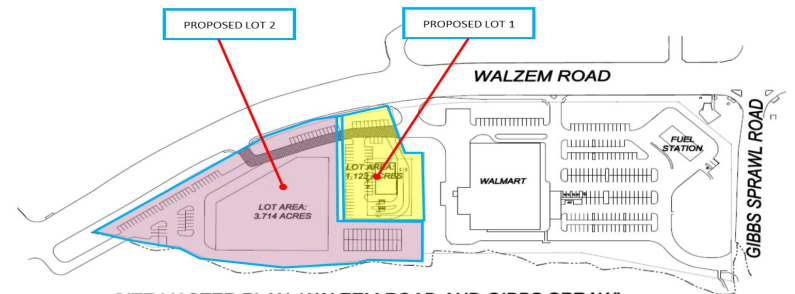 PROPOSED LOT 2
PROPOSED LOT 1
WALZEM ROAD
GIBBS SPRAWL ROAD
FUEL
STATION
LOT AREA:
1.123 ACRES
WALMART
LOT AREA:
3.714 ACRES